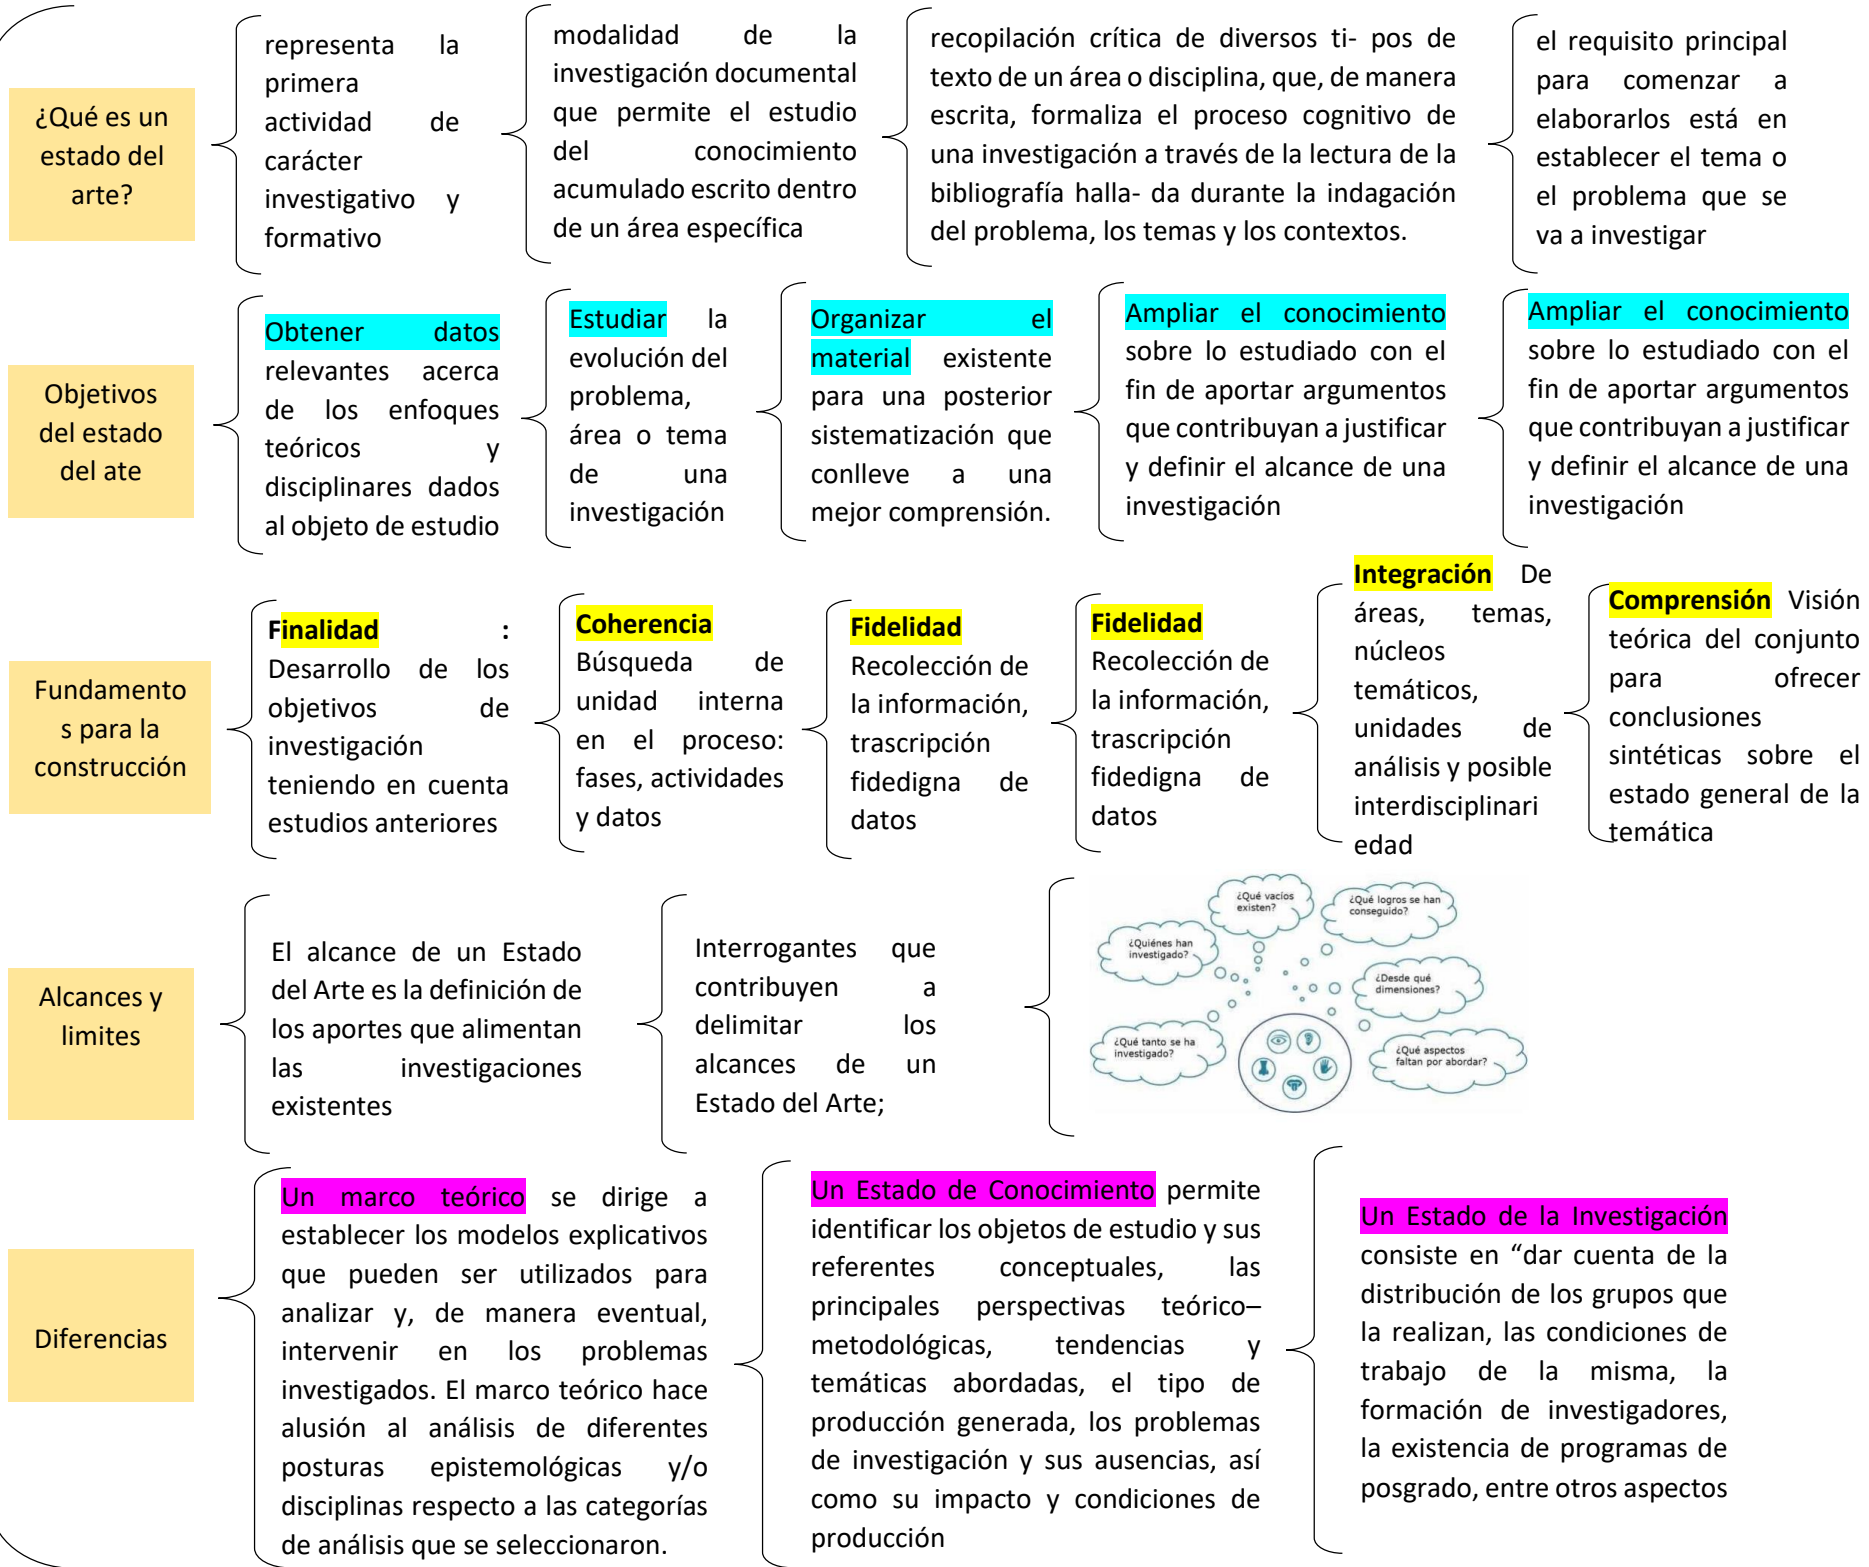 ¿Qué es un
estado del
arte?
representa la
primera
actividad de
carácter
investigativo y
formativo
modalidad de la
investigación documental
que permite el estudio
del conocimiento
acumulado escrito dentro
de un área específica
recopilación crítica de diversos ti- pos de
texto de un área o disciplina, que, de manera
escrita, formaliza el proceso cognitivo de
una investigación a través de la lectura de la
bibliografía halla- da durante la indagación
del problema, los temas y los contextos.
el requisito principal
para comenzar a
elaborarlos está en
establecer el tema o
el problema que se
va a investigar
Objetivos
del estado
del ate
Obtener datos
relevantes acerca
de los enfoques
teóricos y
disciplinares dados
al objeto de estudio
Estudiar la
evolución del
problema,
área o tema
de una
investigación
Organizar el
material existente
para una posterior
sistematización que
conlleve a una
mejor comprensión.
Ampliar el conocimiento
sobre lo estudiado con el
fin de aportar argumentos
que contribuyan a justificar
y definir el alcance de una
investigación
Ampliar el conocimiento
sobre lo estudiado con el
fin de aportar argumentos
que contribuyan a justificar
y definir el alcance de una
investigación
Fundamento
s para la
construcción
Finalidad :
Desarrollo de los
objetivos de
investigación
teniendo en cuenta
estudios anteriores
Coherencia
Búsqueda de
unidad interna
en el proceso:
fases, actividades
y datos
Fidelidad
Recolección de
la información,
trascripción
fidedigna de
datos
Fidelidad
Recolección de
la información,
trascripción
fidedigna de
datos
Integración De
áreas, temas,
núcleos
temáticos,
unidades de
análisis y posible
interdisciplinari
edad
Comprensión Visión
teórica del conjunto
para ofrecer
conclusiones
sintéticas sobre el
estado general de la
temática
Alcances y
limites
El alcance de un Estado
del Arte es la definición de
los aportes que alimentan
las investigaciones
existentes
Interrogantes que
contribuyen a
delimitar los
alcances de un
Estado del Arte;
¿Qué vacíos
existen?
¿Qué logros se han
conseguido?
¿Quiénes han
investigado?
¿Desde qué
dimensiones?
¿Qué tanto se ha
investigado?
¿Qué aspectos
faltan por abordar?
Diferencias
Un marco teórico se dirige a
establecer los modelos explicativos
que pueden ser utilizados para
analizar y, de manera eventual,
intervenir en los problemas
investigados. El marco teórico hace
alusión al análisis de diferentes
posturas epistemológicas y/o
disciplinas respecto a las categorías
de análisis que se seleccionaron.
Un Estado de Conocimiento permite
identificar los objetos de estudio y sus
referentes conceptuales, las
principales perspectivas teórico–
metodológicas, tendencias y
temáticas abordadas, el tipo de
producción generada, los problemas
de investigación y sus ausencias, así
como su impacto y condiciones de
producción
Un Estado de la Investigación
consiste en “dar cuenta de la
distribución de los grupos que
la realizan, las condiciones de
trabajo de la misma, la
formación de investigadores,
la existencia de programas de
posgrado, entre otros aspectos